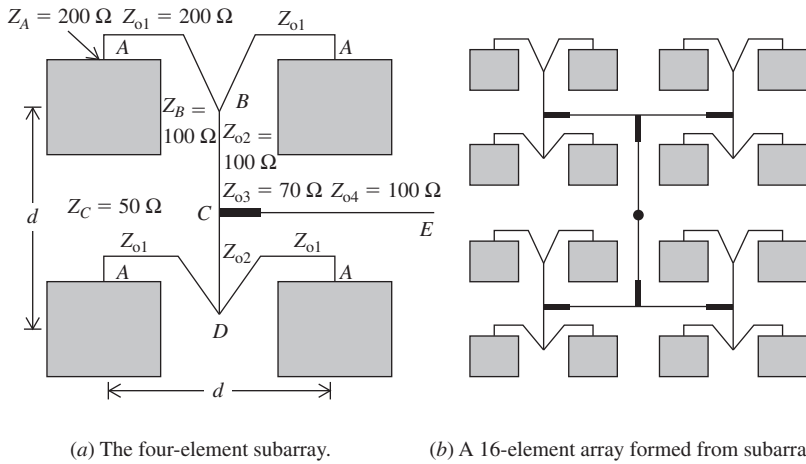 Z_A = 200 Ω Z_o1 = 200 Ω Z_o1
A A
Z_B = 100 Ω
B
Z_o2 = 100 Ω
d
Z_C = 50 Ω
C
Z_o3 = 70 Ω Z_o4 = 100 Ω
E
Z_o1 Z_o2 Z_o1
A A
D
d
(a) The four-element subarray.
(b) A 16-element array formed from subarra